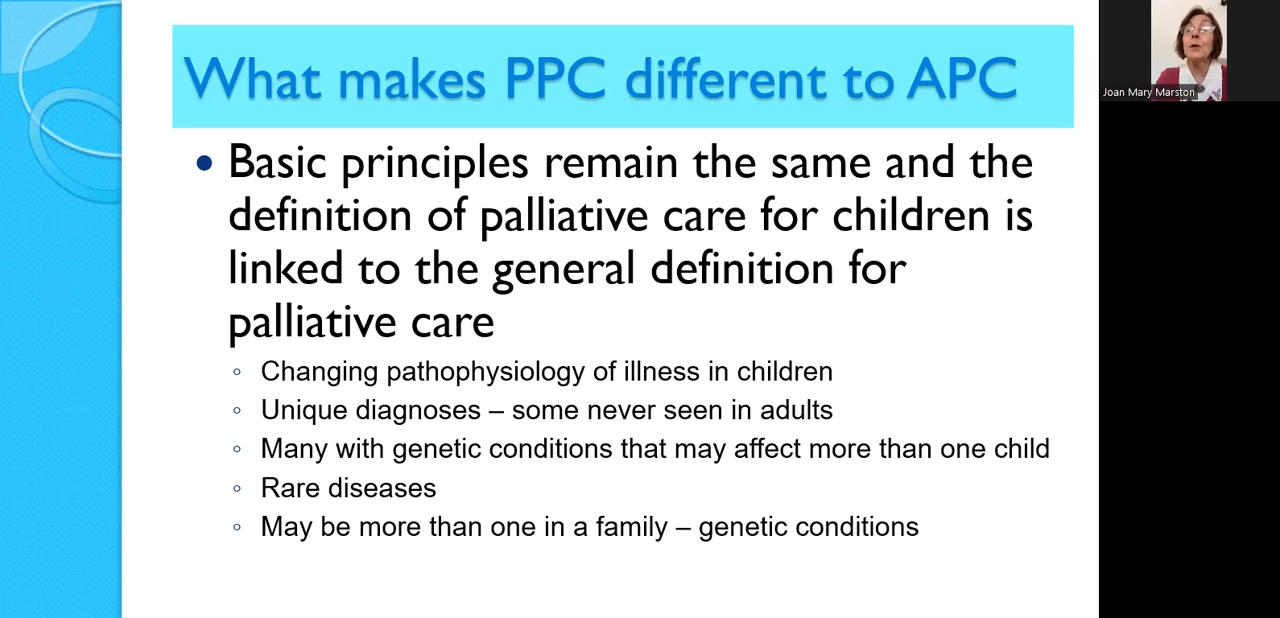 What makes PPC different to APC
• Basic principles remain the same and the
definition of palliative care for children is
linked to the general definition for
palliative care
◦ Changing pathophysiology of illness in children
◦ Unique diagnoses – some never seen in adults
◦ Many with genetic conditions that may affect more than one child
◦ Rare diseases
◦ May be more than one in a family – genetic conditions
Joan Mary Marston